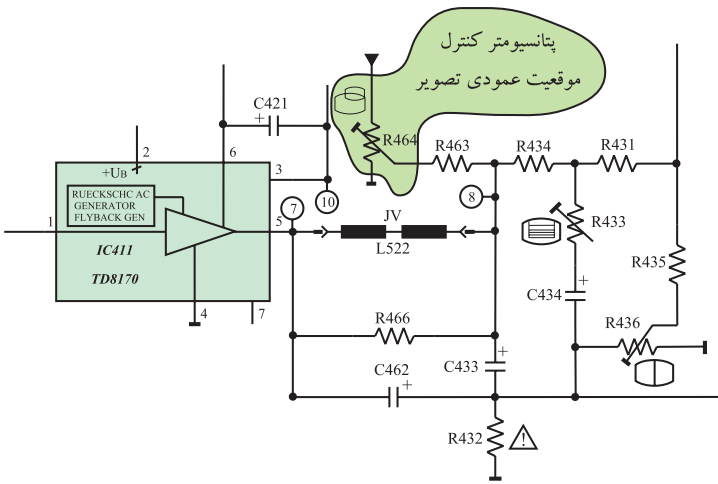 پتانسیومتر کنترل
موقعیت عمودی تصویر
C421
+
R464
R463
R434
R431
2
6
3
+UB
RUECKSCHC AC
GENERATOR
FLYBACK GEN
7
10
8
1
5
JV
L522
IC411
TD8170
4
7
R433
R435
C434
+
R466
R436
C462
+
C433
+
R432
!